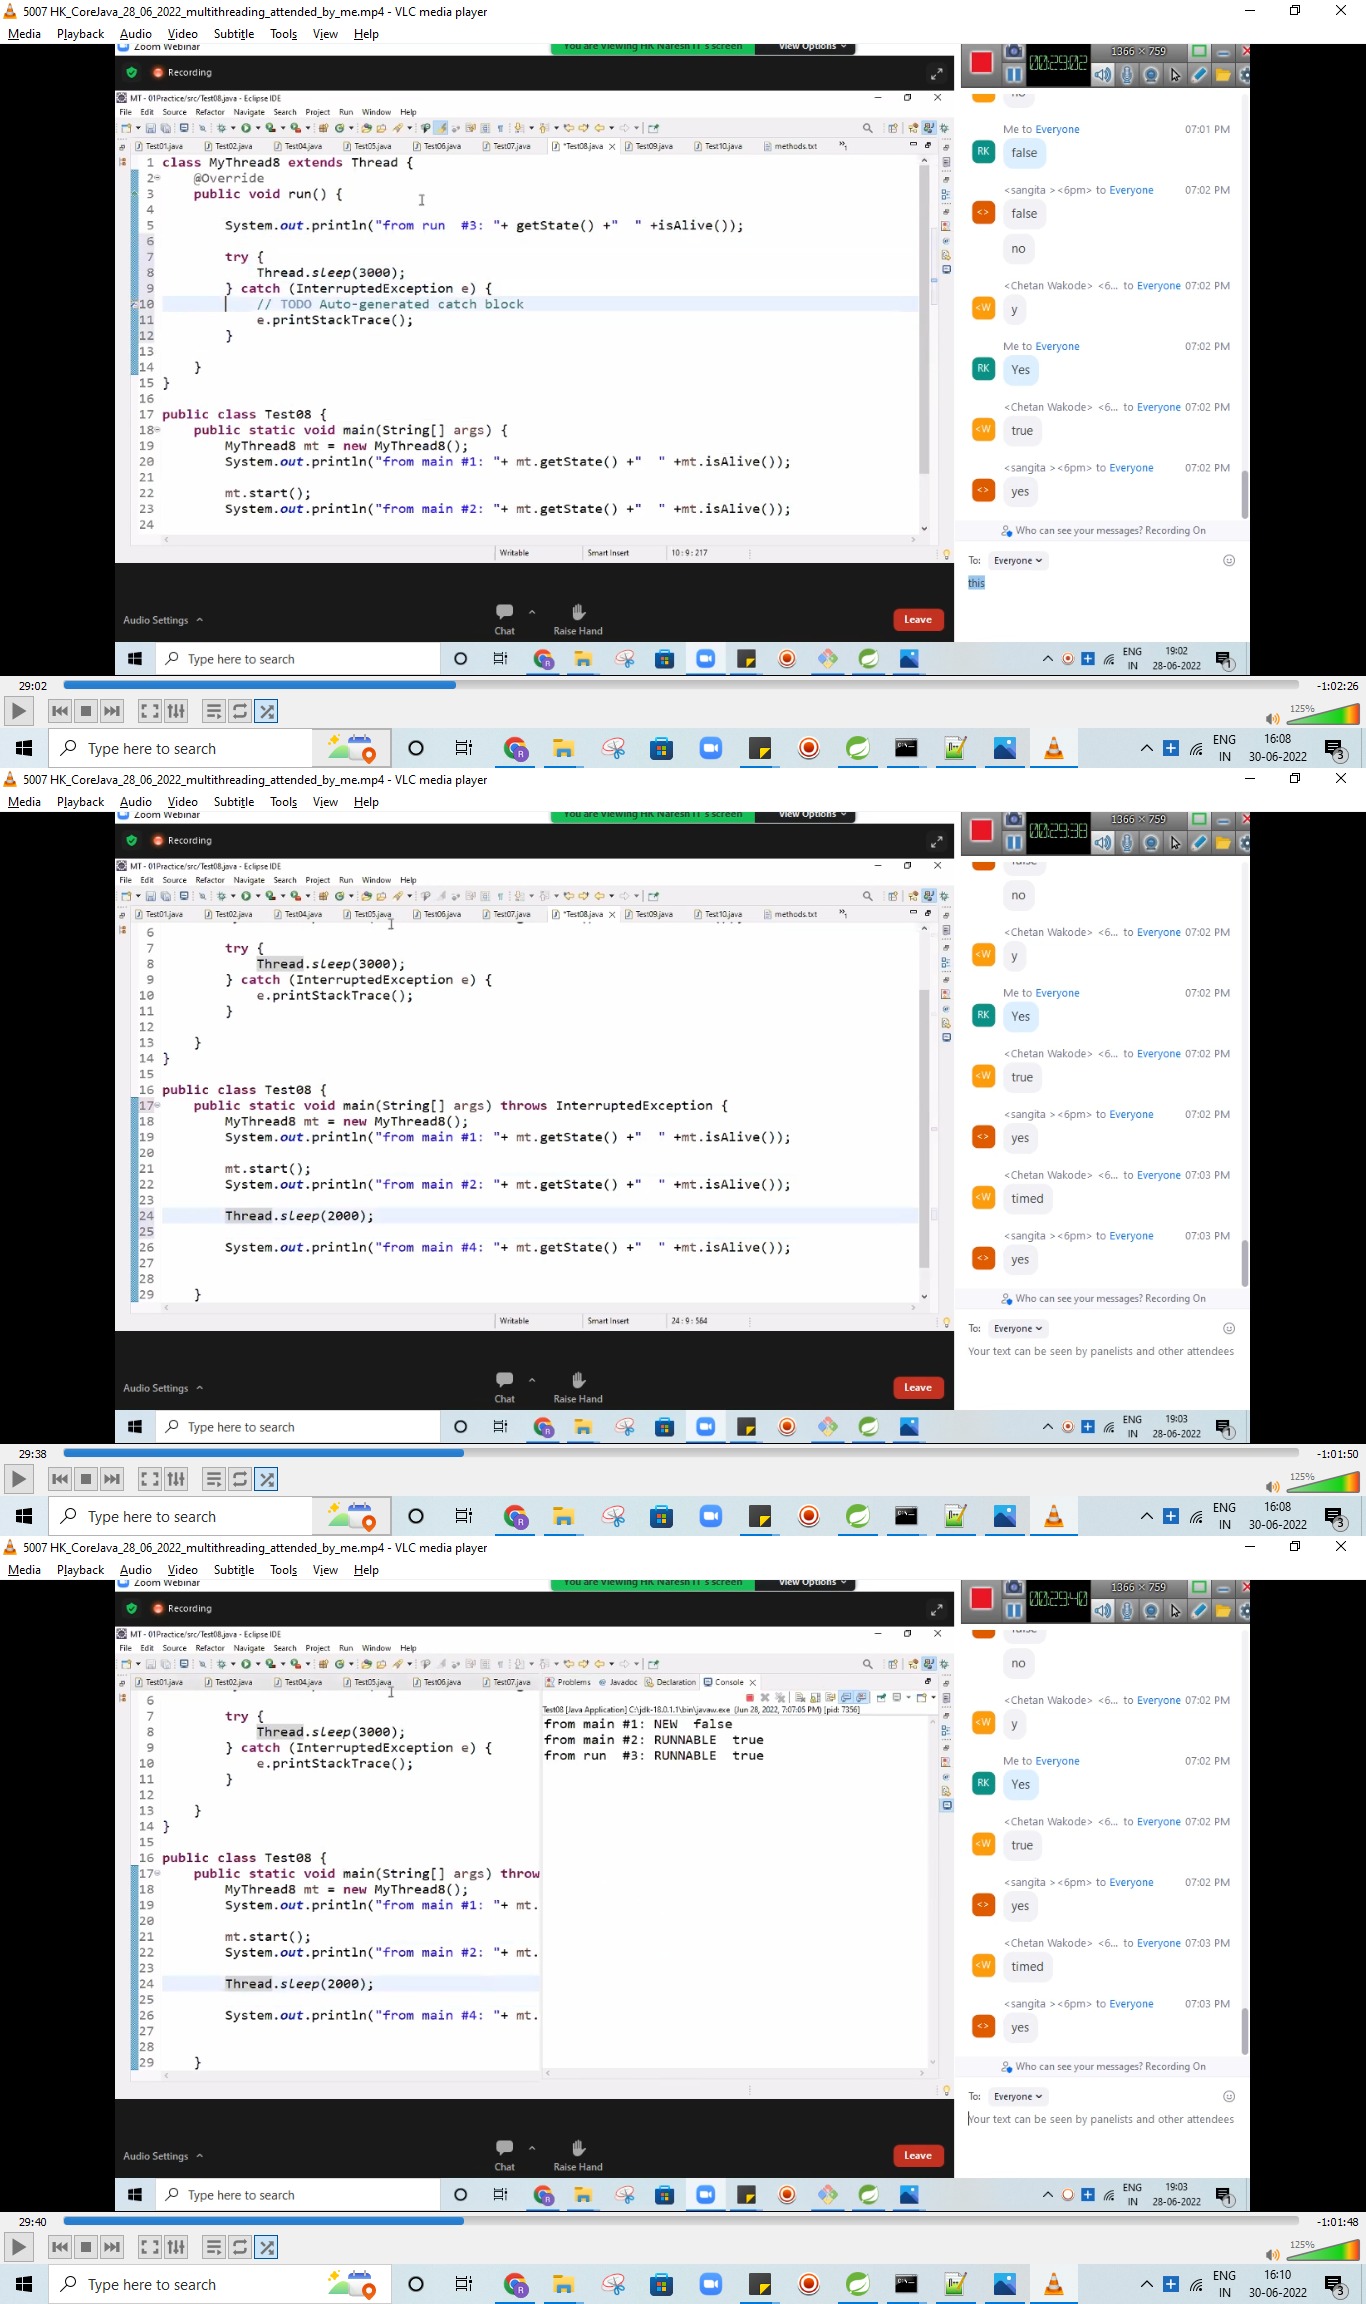 5007 HK_CoreJava_28_06_2022_multithreading_attended_by_me.mp4 - VLC media player
Media Playback Audio Video Subtitle Tools View Help
Zoom Webinar You are viewing HK Naresh IT's screen View Options
1366 × 759
Recording
00:29:02
MT - 01Practice/src/Test08.java - Eclipse IDE
File Edit Source Refactor Navigate Search Project Run Window Help
Test01.java Test02.java Test04.java Test05.java Test06.java Test07.java *Test08.java Test09.java Test10.java methods.txt
1 class MyThread8 extends Thread {
2 @Override
3 public void run() {
4
5 System.out.println("from run  #3: "+ getState() +"  " +isAlive());
6
7 try {
8 Thread.sleep(3000);
9 } catch (InterruptedException e) {
10 // TODO Auto-generated catch block
11 e.printStackTrace();
12 }
13
14 }
15 }
16
17 public class Test08 {
18 public static void main(String[] args) {
19 MyThread8 mt = new MyThread8();
20 System.out.println("from main #1: "+ mt.getState() +"  " +mt.isAlive());
21
22 mt.start();
23 System.out.println("from main #2: "+ mt.getState() +"  " +mt.isAlive());
24
Writable Smart Insert 10 : 9 : 217
no
Me to Everyone 07:01 PM
RK false
<sangita ><6pm> to Everyone 07:02 PM
<> false
no
<Chetan Wakode> <6... to Everyone 07:02 PM
<W y
Me to Everyone 07:02 PM
RK Yes
<Chetan Wakode> <6... to Everyone 07:02 PM
<W true
<sangita ><6pm> to Everyone 07:02 PM
<> yes
Who can see your messages? Recording On
To: Everyone
this
Audio Settings Chat Raise Hand Leave
Type here to search ENG IN 19:02 28-06-2022 1
29:02 -1:02:26
125%
Type here to search ENG IN 16:08 30-06-2022 3
5007 HK_CoreJava_28_06_2022_multithreading_attended_by_me.mp4 - VLC media player
Media Playback Audio Video Subtitle Tools View Help
Zoom Webinar You are viewing HK Naresh IT's screen View Options
1366 × 759
Recording
00:29:38
MT - 01Practice/src/Test08.java - Eclipse IDE
File Edit Source Refactor Navigate Search Project Run Window Help
Test01.java Test02.java Test04.java Test05.java Test06.java Test07.java *Test08.java Test09.java Test10.java methods.txt
6
7 try {
8 Thread.sleep(3000);
9 } catch (InterruptedException e) {
10 e.printStackTrace();
11 }
12
13 }
14 }
15
16 public class Test08 {
17 public static void main(String[] args) throws InterruptedException {
18 MyThread8 mt = new MyThread8();
19 System.out.println("from main #1: "+ mt.getState() +"  " +mt.isAlive());
20
21 mt.start();
22 System.out.println("from main #2: "+ mt.getState() +"  " +mt.isAlive());
23
24 Thread.sleep(2000);
25
26 System.out.println("from main #4: "+ mt.getState() +"  " +mt.isAlive());
27
28
29 }
Writable Smart Insert 24 : 9 : 564
false
no
<Chetan Wakode> <6... to Everyone 07:02 PM
<W y
Me to Everyone 07:02 PM
RK Yes
<Chetan Wakode> <6... to Everyone 07:02 PM
<W true
<sangita ><6pm> to Everyone 07:02 PM
<> yes
<Chetan Wakode> <6... to Everyone 07:03 PM
<W timed
<sangita ><6pm> to Everyone 07:03 PM
<> yes
Who can see your messages? Recording On
To: Everyone
Your text can be seen by panelists and other attendees
Audio Settings Chat Raise Hand Leave
Type here to search ENG IN 19:03 28-06-2022 1
29:38 -1:01:50
125%
Type here to search ENG IN 16:08 30-06-2022 3
5007 HK_CoreJava_28_06_2022_multithreading_attended_by_me.mp4 - VLC media player
Media Playback Audio Video Subtitle Tools View Help
Zoom Webinar You are viewing HK Naresh IT's screen View Options
1366 × 759
Recording
00:29:40
MT - 01Practice/src/Test08.java - Eclipse IDE
File Edit Source Refactor Navigate Search Project Run Window Help
Test01.java Test02.java Test04.java Test05.java Test06.java Test07.java Problems Javadoc Declaration Console
6
7 try {
8 Thread.sleep(3000);
9 } catch (InterruptedException e) {
10 e.printStackTrace();
11 }
12
13 }
14 }
15
16 public class Test08 {
17 public static void main(String[] args) throw
18 MyThread8 mt = new MyThread8();
19 System.out.println("from main #1: "+ mt.
20
21 mt.start();
22 System.out.println("from main #2: "+ mt.
23
24 Thread.sleep(2000);
25
26 System.out.println("from main #4: "+ mt.
27
28
29 }
Test08 [Java Application] C:\jdk-18.0.1.1\bin\javaw.exe (Jun 28, 2022, 7:07:05 PM) [pid: 7356]
from main #1: NEW  false
from main #2: RUNNABLE  true
from run  #3: RUNNABLE  true
false
no
<Chetan Wakode> <6... to Everyone 07:02 PM
<W y
Me to Everyone 07:02 PM
RK Yes
<Chetan Wakode> <6... to Everyone 07:02 PM
<W true
<sangita ><6pm> to Everyone 07:02 PM
<> yes
<Chetan Wakode> <6... to Everyone 07:03 PM
<W timed
<sangita ><6pm> to Everyone 07:03 PM
<> yes
Who can see your messages? Recording On
To: Everyone
Your text can be seen by panelists and other attendees
Audio Settings Chat Raise Hand Leave
Type here to search ENG IN 19:03 28-06-2022 1
29:40 -1:01:48
125%
Type here to search ENG IN 16:10 30-06-2022 3